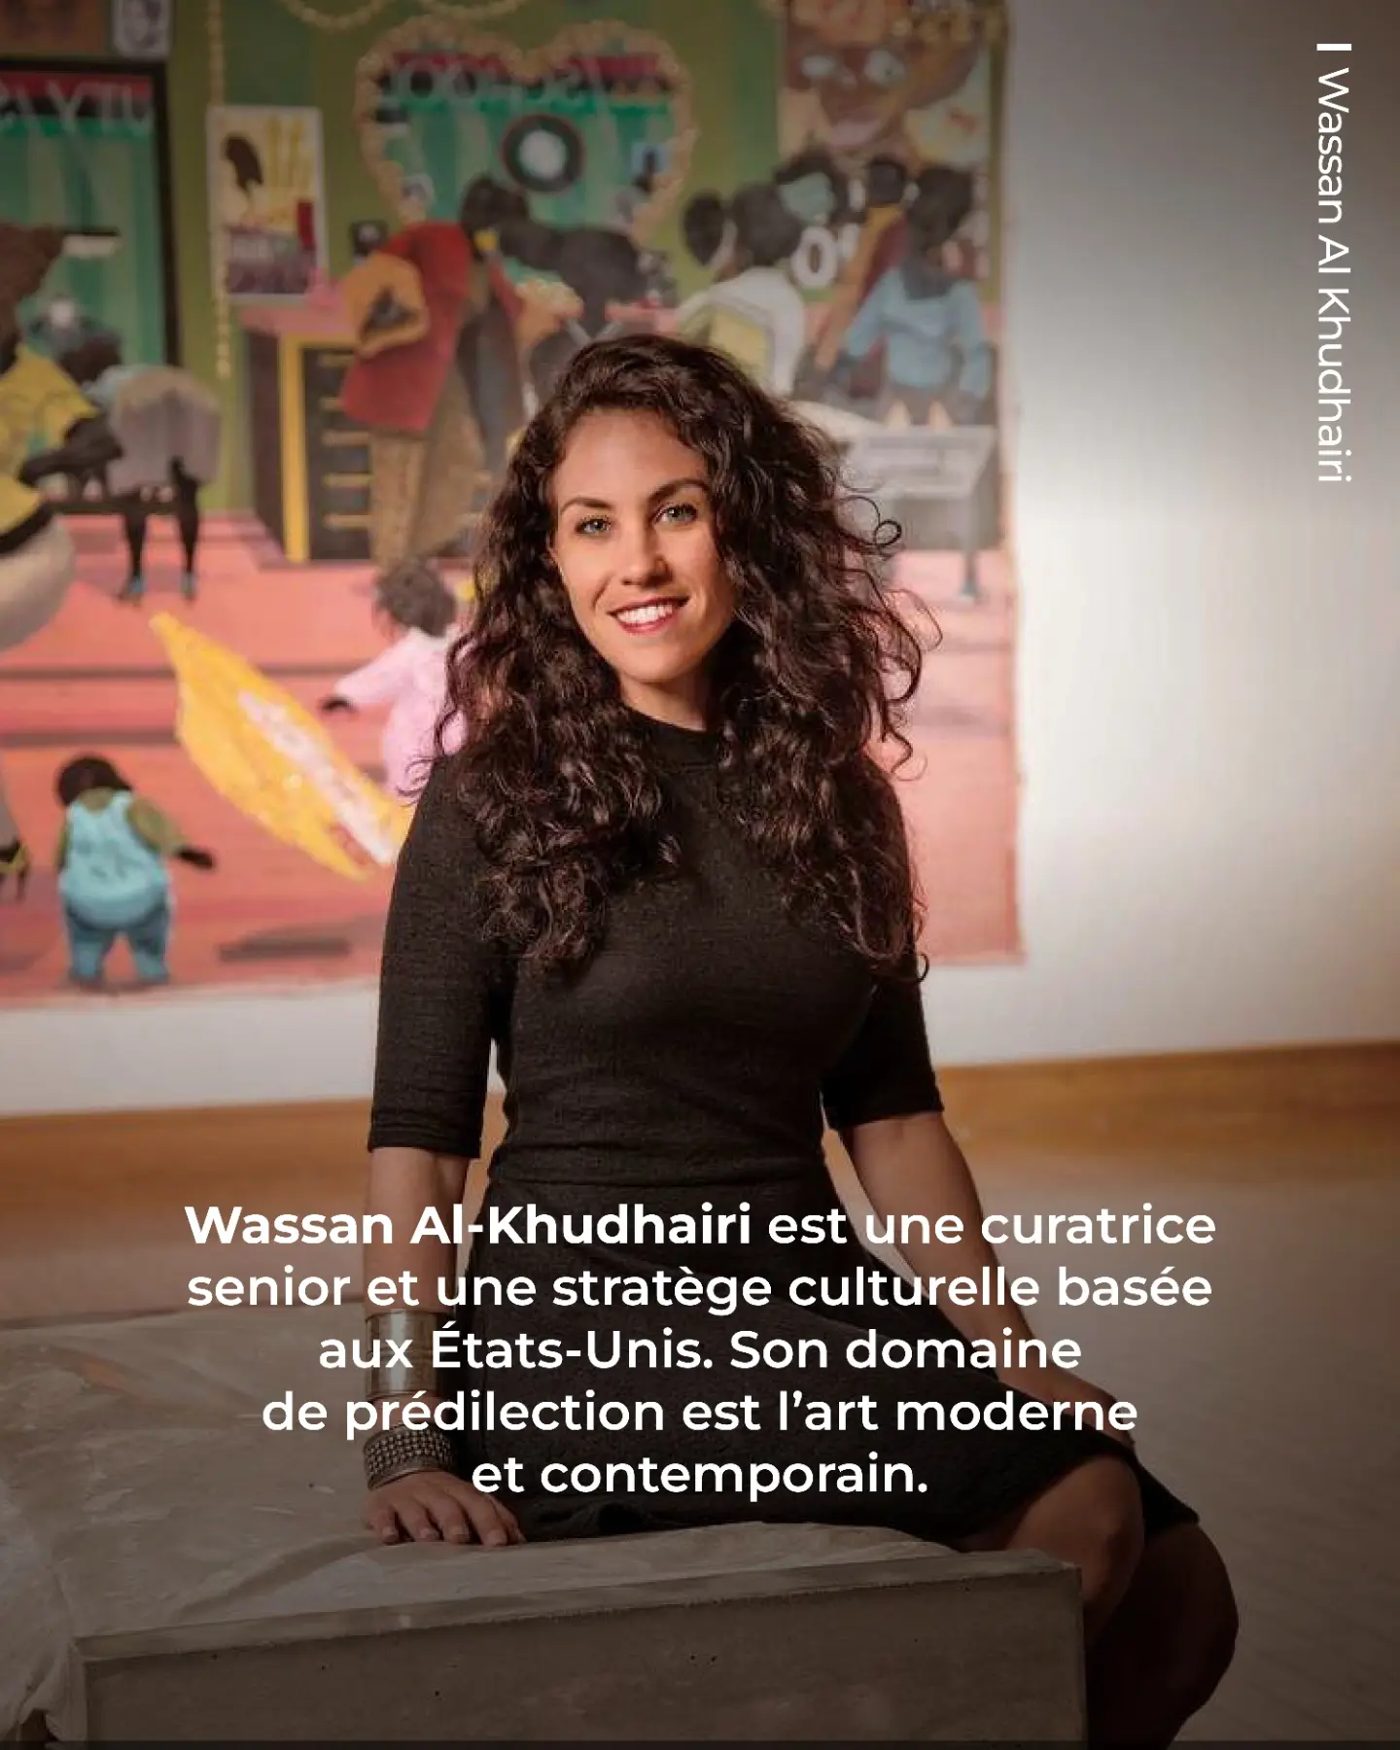 | Wassan Al Khudhairi
Wassan Al-Khudhairi est une curatrice
senior et une stratège culturelle basée
aux États-Unis. Son domaine
de prédilection est l’art moderne
et contemporain.